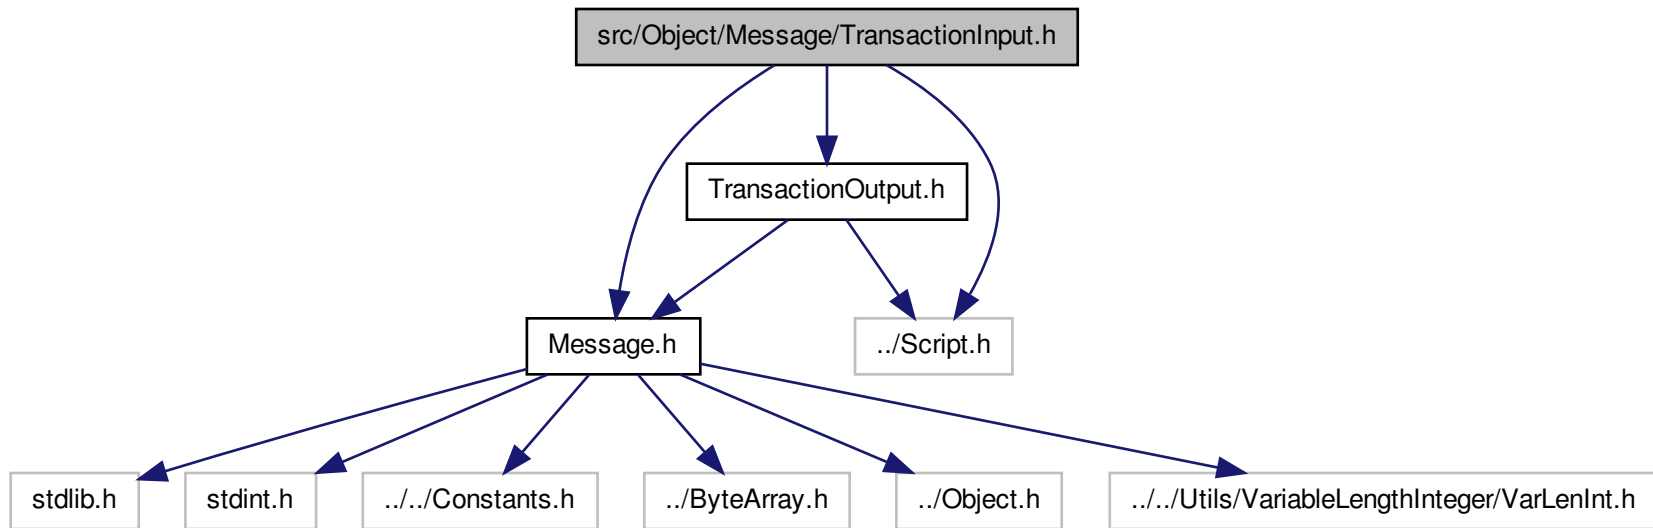 src/Object/Message/TransactionInput.h
TransactionOutput.h
Message.h
../Script.h
stdlib.h
stdint.h
../../Constants.h
../ByteArray.h
../Object.h
../../Utils/VariableLengthInteger/VarLenInt.h